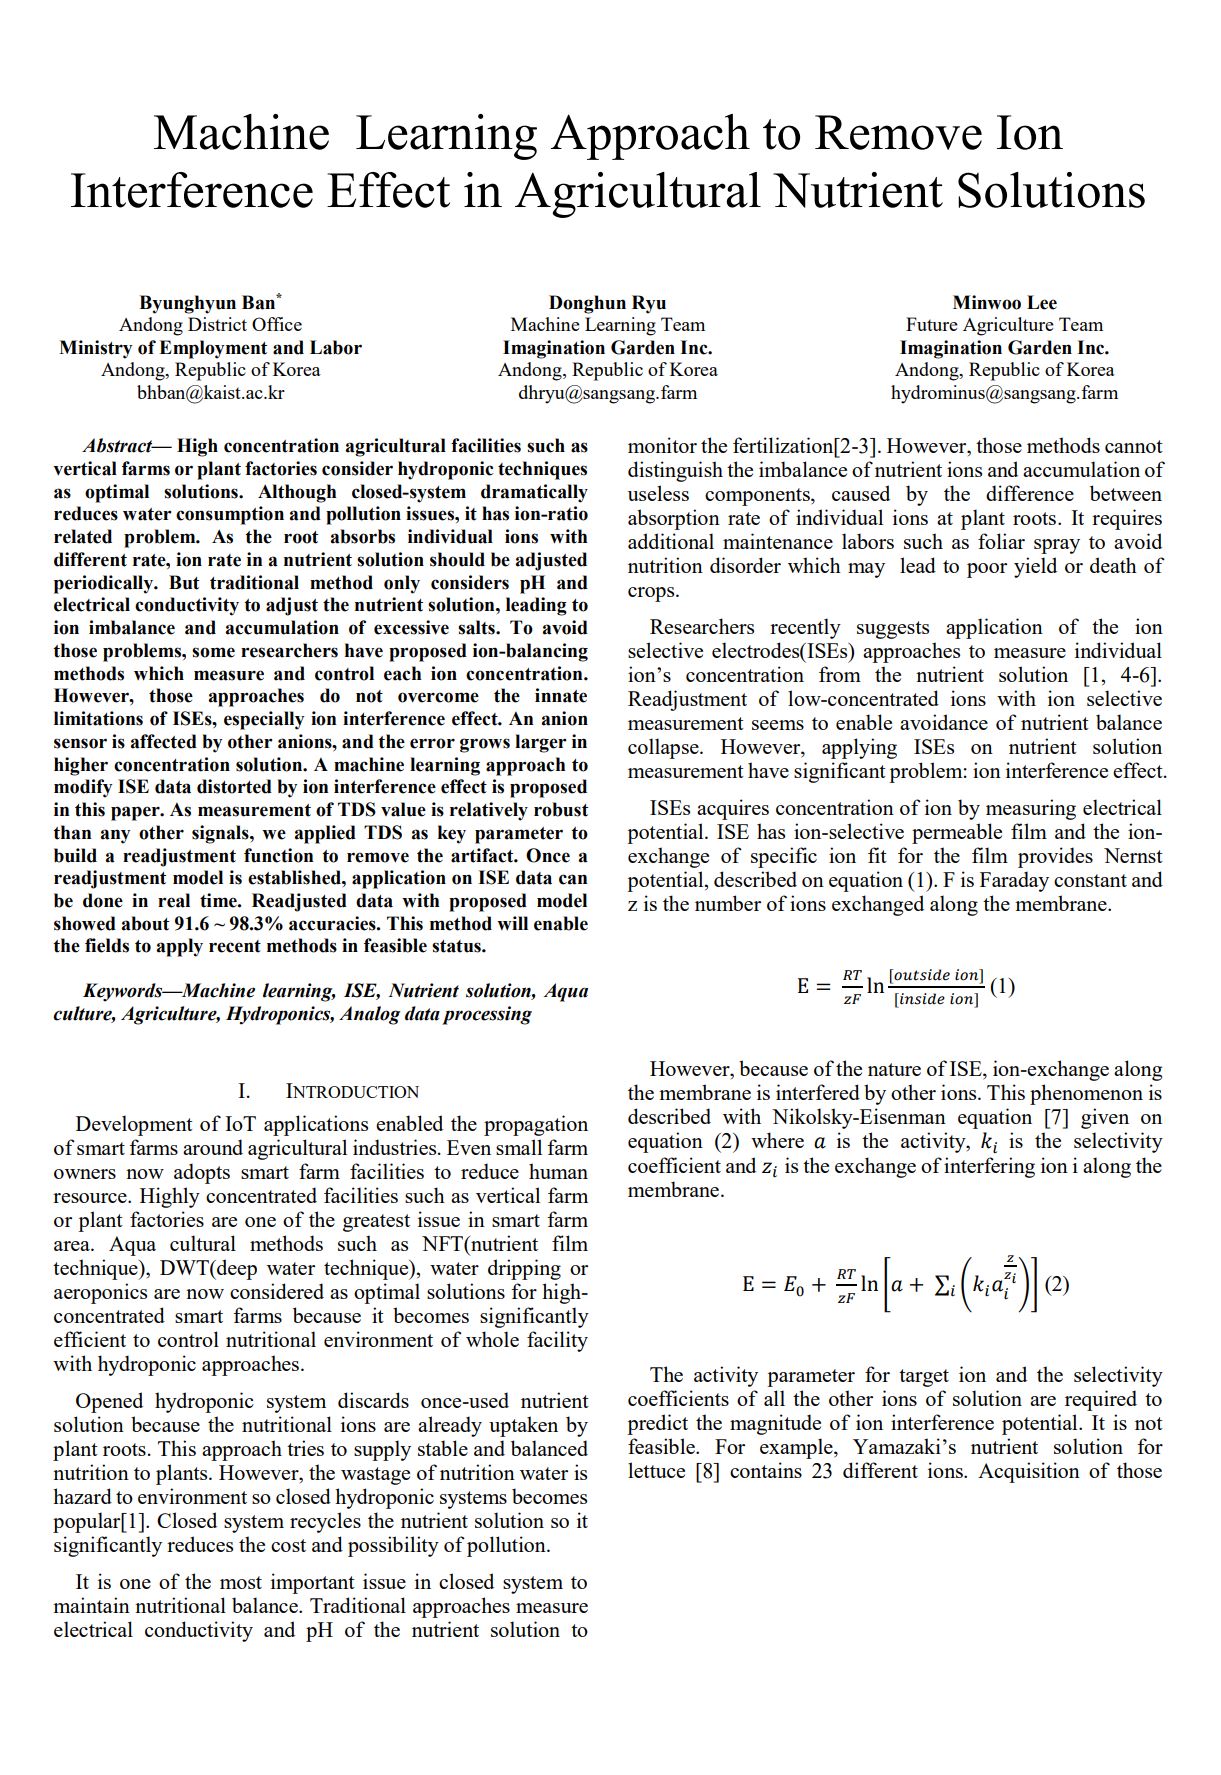 Machine Learning Approach to Remove Ion
Interference Effect in Agricultural Nutrient Solutions
Byunghyun Ban*
Andong District Office
Ministry of Employment and Labor
Andong, Republic of Korea
bhban@kaist.ac.kr
Donghun Ryu
Machine Learning Team
Imagination Garden Inc.
Andong, Republic of Korea
dhryu@sangsang.farm
Minwoo Lee
Future Agriculture Team
Imagination Garden Inc.
Andong, Republic of Korea
hydrominus@sangsang.farm
Abstract— High concentration agricultural facilities such as
vertical farms or plant factories consider hydroponic techniques
as optimal solutions. Although closed-system dramatically
reduces water consumption and pollution issues, it has ion-ratio
related problem. As the root absorbs individual ions with
different rate, ion rate in a nutrient solution should be adjusted
periodically. But traditional method only considers pH and
electrical conductivity to adjust the nutrient solution, leading to
ion imbalance and accumulation of excessive salts. To avoid
those problems, some researchers have proposed ion-balancing
methods which measure and control each ion concentration.
However, those approaches do not overcome the innate
limitations of ISEs, especially ion interference effect. An anion
sensor is affected by other anions, and the error grows larger in
higher concentration solution. A machine learning approach to
modify ISE data distorted by ion interference effect is proposed
in this paper. As measurement of TDS value is relatively robust
than any other signals, we applied TDS as key parameter to
build a readjustment function to remove the artifact. Once a
readjustment model is established, application on ISE data can
be done in real time. Readjusted data with proposed model
showed about 91.6 ~ 98.3% accuracies. This method will enable
the fields to apply recent methods in feasible status.
Keywords—Machine learning, ISE, Nutrient solution, Aqua
culture, Agriculture, Hydroponics, Analog data processing
I. INTRODUCTION
Development of IoT applications enabled the propagation
of smart farms around agricultural industries. Even small farm
owners now adopts smart farm facilities to reduce human
resource. Highly concentrated facilities such as vertical farm
or plant factories are one of the greatest issue in smart farm
area. Aqua cultural methods such as NFT(nutrient film
technique), DWT(deep water technique), water dripping or
aeroponics are now considered as optimal solutions for high-
concentrated smart farms because it becomes significantly
efficient to control nutritional environment of whole facility
with hydroponic approaches.
Opened hydroponic system discards once-used nutrient
solution because the nutritional ions are already uptaken by
plant roots. This approach tries to supply stable and balanced
nutrition to plants. However, the wastage of nutrition water is
hazard to environment so closed hydroponic systems becomes
popular[1]. Closed system recycles the nutrient solution so it
significantly reduces the cost and possibility of pollution.
It is one of the most important issue in closed system to
maintain nutritional balance. Traditional approaches measure
electrical conductivity and pH of the nutrient solution to
monitor the fertilization[2-3]. However, those methods cannot
distinguish the imbalance of nutrient ions and accumulation of
useless components, caused by the difference between
absorption rate of individual ions at plant roots. It requires
additional maintenance labors such as foliar spray to avoid
nutrition disorder which may lead to poor yield or death of
crops.
Researchers recently suggests application of the ion
selective electrodes(ISEs) approaches to measure individual
ion's concentration from the nutrient solution [1, 4-6].
Readjustment of low-concentrated ions with ion selective
measurement seems to enable avoidance of nutrient balance
collapse. However, applying ISEs on nutrient solution
measurement have significant problem: ion interference effect.
ISEs acquires concentration of ion by measuring electrical
potential. ISE has ion-selective permeable film and the ion-
exchange of specific ion fit for the film provides Nernst
potential, described on equation (1). F is Faraday constant and
z is the number of ions exchanged along the membrane.
E = RT/zF ln [outside ion]/[inside ion] (1)
However, because of the nature of ISE, ion-exchange along
the membrane is interfered by other ions. This phenomenon is
described with Nikolsky-Eisenman equation [7] given on
equation (2) where a is the activity, k_i is the selectivity
coefficient and z_i is the exchange of interfering ion i along the
membrane.
E = E_0 + RT/zF ln [a + ∑_i (k_i a_i^(z/z_i))] (2)
The activity parameter for target ion and the selectivity
coefficients of all the other ions of solution are required to
predict the magnitude of ion interference potential. It is not
feasible. For example, Yamazaki's nutrient solution for
lettuce [8] contains 23 different ions. Acquisition of those